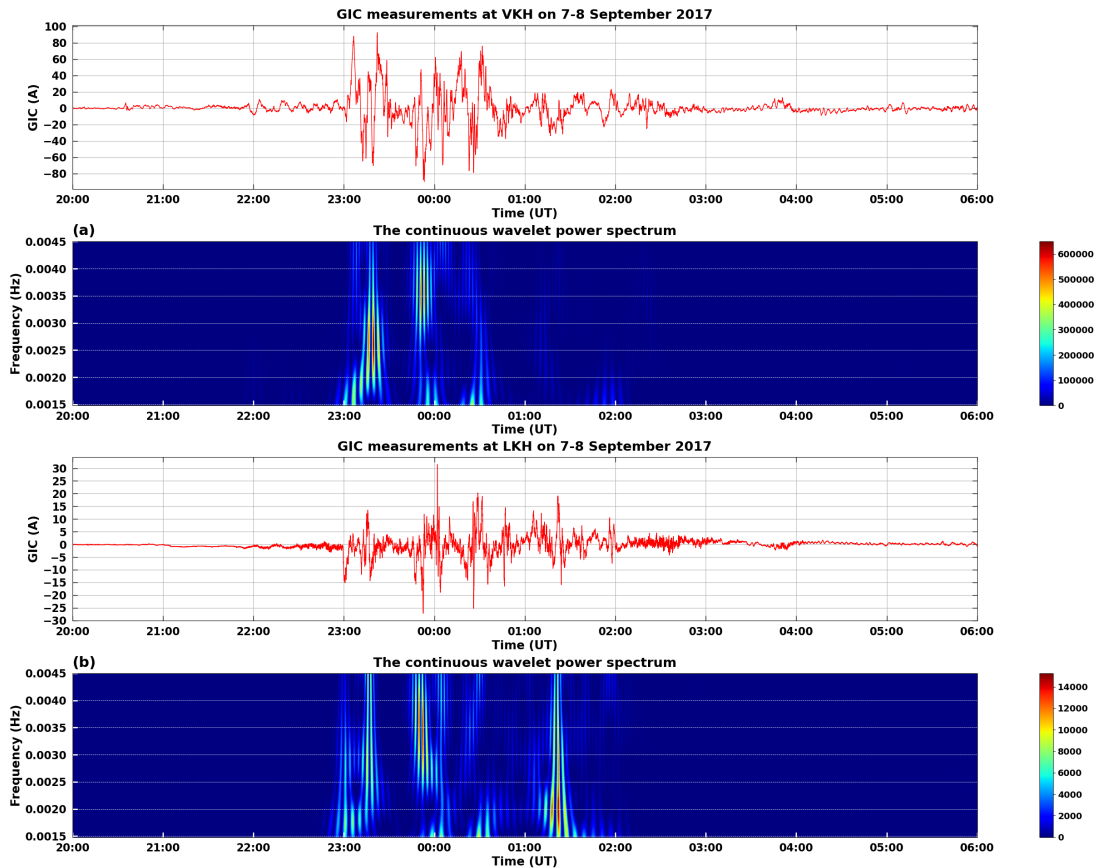 GIC measurements at VKH on 7-8 September 2017
GIC (A)
100
80
60
40
20
0
−20
−40
−60
−80
20:00 21:00 22:00 23:00 00:00 01:00 02:00 03:00 04:00 05:00 06:00
Time (UT)
(a)
The continuous wavelet power spectrum
Frequency (Hz)
0.0045
0.0040
0.0035
0.0030
0.0025
0.0020
0.0015
20:00 21:00 22:00 23:00 00:00 01:00 02:00 03:00 04:00 05:00 06:00
Time (UT)
600000
500000
400000
300000
200000
100000
0
GIC measurements at LKH on 7-8 September 2017
GIC (A)
30
25
20
15
10
5
0
−5
−10
−15
−20
−25
−30
20:00 21:00 22:00 23:00 00:00 01:00 02:00 03:00 04:00 05:00 06:00
Time (UT)
(b)
The continuous wavelet power spectrum
Frequency (Hz)
0.0045
0.0040
0.0035
0.0030
0.0025
0.0020
0.0015
20:00 21:00 22:00 23:00 00:00 01:00 02:00 03:00 04:00 05:00 06:00
Time (UT)
14000
12000
10000
8000
6000
4000
2000
0